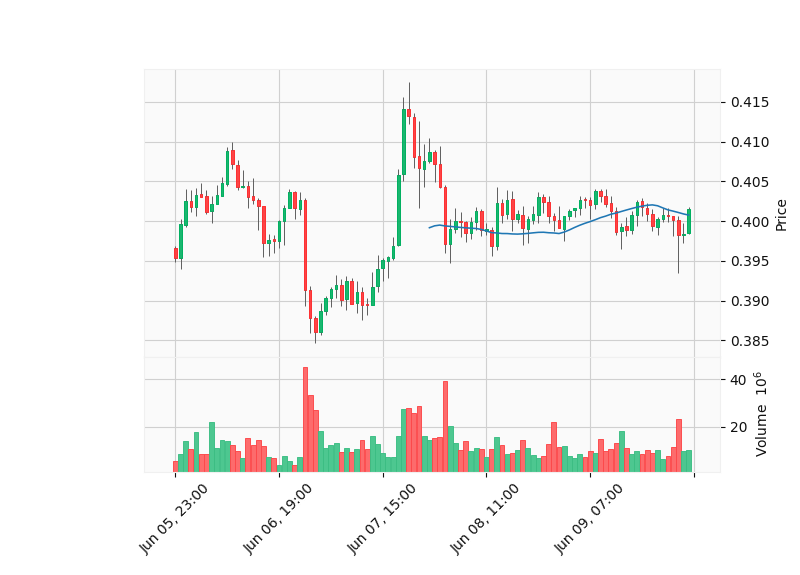 0.415
0.410
0.405
0.400
0.395
0.390
0.385
Price
40
20
Volume 10^6
Jun 05, 23:00
Jun 06, 19:00
Jun 07, 15:00
Jun 08, 11:00
Jun 09, 07:00